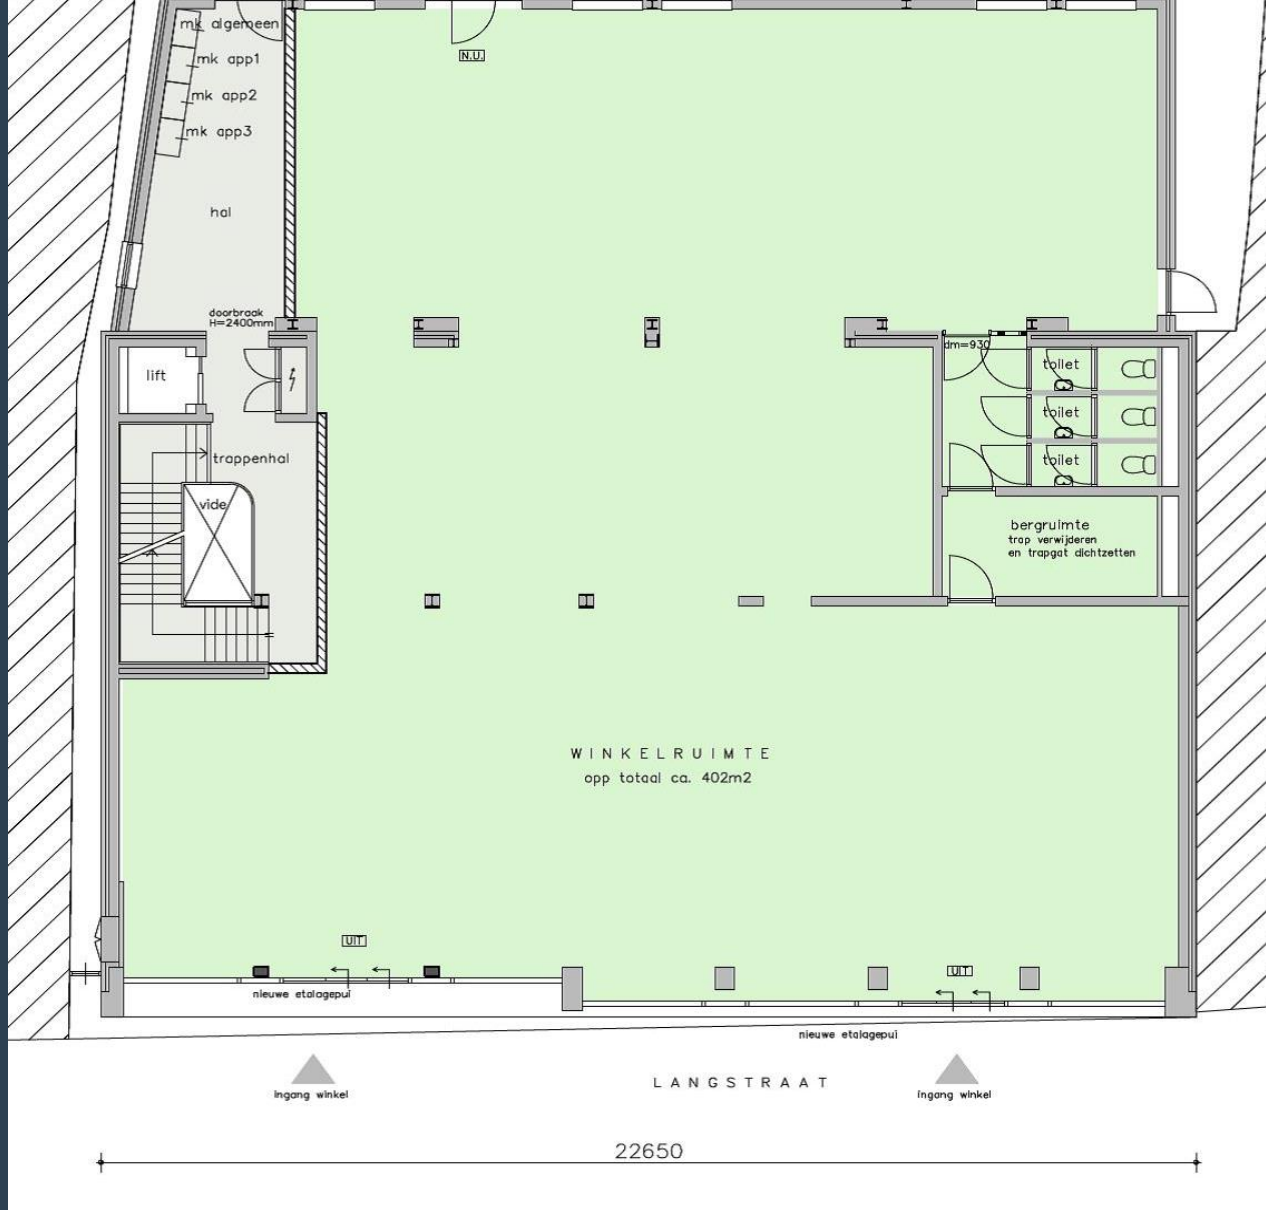 mk algemeen
N.U.
mk app1
mk app2
mk app3
hal
doorbraak
H=2400mm
dm=930
lift
toilet
toilet
trappenhal
toilet
vide
bergruimte
trap verwijderen
en trapgat dichtzetten
WINKELRUIMTE
opp totaal ca. 402m2
UIT
UIT
nieuwe etalagepui
nieuwe etalagepui
LANGSTRAAT
ingang winkel
ingang winkel
22650